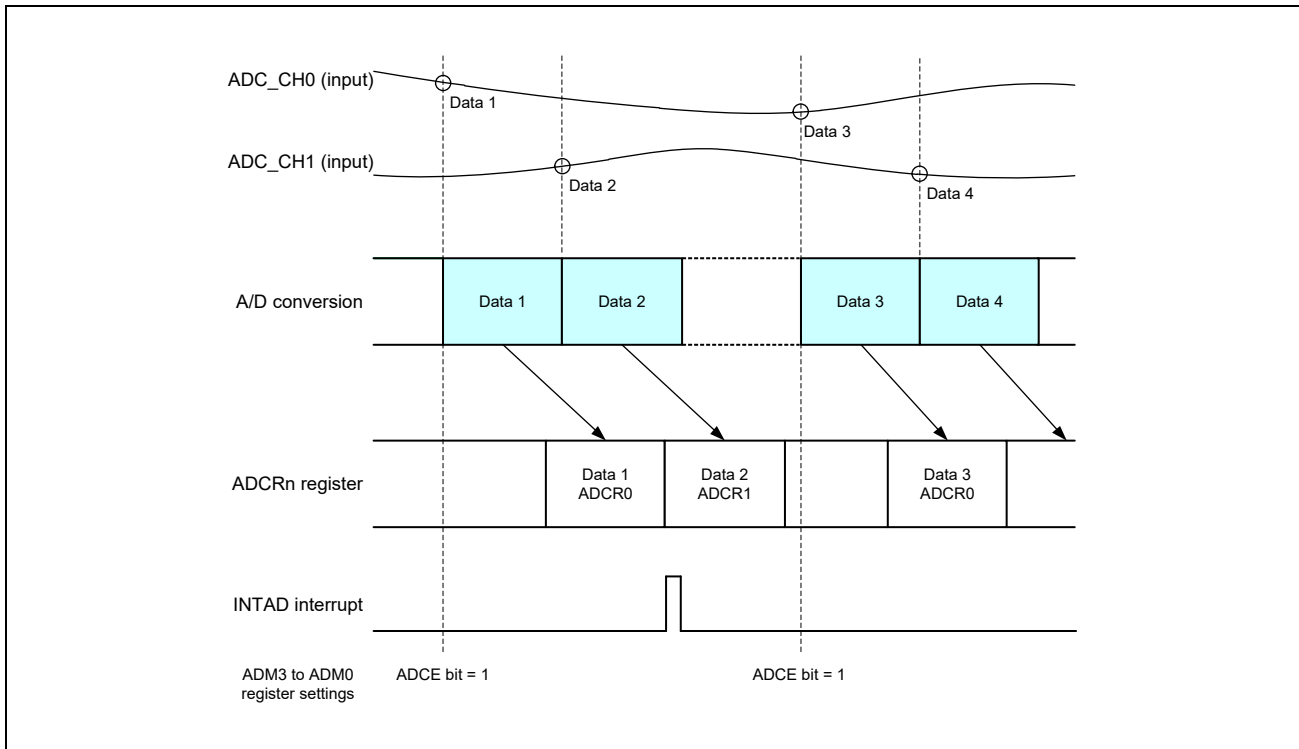 ADC_CH0 (input)
Data 1
Data 3
ADC_CH1 (input)
Data 2
Data 4
A/D conversion
Data 1
Data 2
Data 3
Data 4
ADCRn register
Data 1
ADCR0
Data 2
ADCR1
Data 3
ADCR0
INTAD interrupt
ADM3 to ADM0
register settings
ADCE bit = 1
ADCE bit = 1